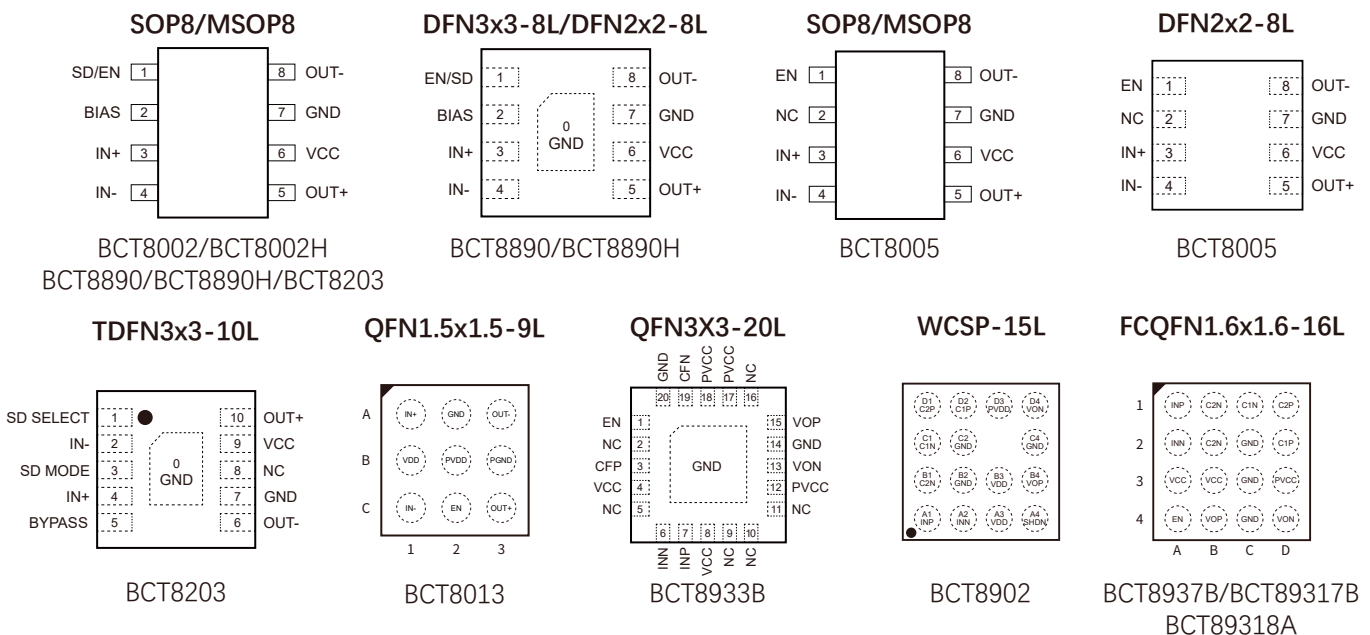 SOP8/MSOP8
SD/EN 1 8 OUT-
BIAS 2 7 GND
IN+ 3 6 VCC
IN- 4 5 OUT+
BCT8002/BCT8002H
BCT8890/BCT8890H/BCT8203
DFN3x3-8L/DFN2x2-8L
EN/SD 1 8 OUT-
BIAS 2 7 GND
0
GND
IN+ 3 6 VCC
IN- 4 5 OUT+
BCT8890/BCT8890H
SOP8/MSOP8
EN 1 8 OUT-
NC 2 7 GND
IN+ 3 6 VCC
IN- 4 5 OUT+
BCT8005
DFN2x2-8L
EN 1 8 OUT-
NC 2 7 GND
IN+ 3 6 VCC
IN- 4 5 OUT+
BCT8005
TDFN3x3-10L
SD SELECT 1 10 OUT+
IN- 2 9 VCC
SD MODE 3 8 NC
0
GND
IN+ 4 7 GND
BYPASS 5 6 OUT-
BCT8203
QFN1.5x1.5-9L
A IN+ GND OUT-
B VDD PVDD PGND
C IN- EN OUT+
1 2 3
BCT8013
QFN3X3-20L
GND CFN PVCC PVCC NC
20 19 18 17 16
EN 1 15 VOP
NC 2 14 GND
CFP 3 GND 13 VON
VCC 4 12 PVCC
NC 5 11 NC
6 7 8 9 10
INN INP VCC NC NC
BCT8933B
WCSP-15L
D1 D2 D3 D4
C2P C1P PVDD VON
C1 C2 C4
C1N GND GND
B1 B2 B3 B4
C2N GND VDD VOP
A1 A2 A3 A4
INP INN VDD SHDN
BCT8902
FCQFN1.6x1.6-16L
1 INP C2N C1N C2P
2 INN C2N GND C1P
3 VCC VCC GND PVCC
4 EN VOP GND VON
A B C D
BCT8937B/BCT89317B
BCT89318A